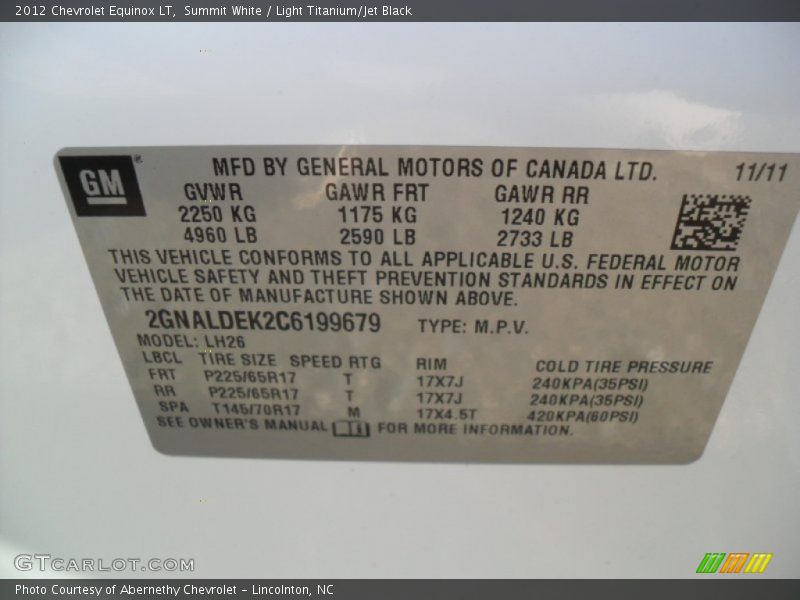 2012 Chevrolet Equinox LT, Summit White / Light Titanium/Jet Black
GM
MFD BY GENERAL MOTORS OF CANADA LTD. 11/11
GVWR GAWR FRT GAWR RR
2250 KG 1175 KG 1240 KG
4960 LB 2590 LB 2733 LB
THIS VEHICLE CONFORMS TO ALL APPLICABLE U.S. FEDERAL MOTOR
VEHICLE SAFETY AND THEFT PREVENTION STANDARDS IN EFFECT ON
THE DATE OF MANUFACTURE SHOWN ABOVE.
2GNALDEK2C6199679 TYPE: M.P.V.
MODEL: LH26
LBCL TIRE SIZE SPEED RTG RIM COLD TIRE PRESSURE
FRT P225/65R17 T 17X7J 240KPA(35PSI)
RR P225/65R17 T 17X7J 240KPA(35PSI)
SPA T145/70R17 M 17X4.5T 420KPA(60PSI)
SEE OWNER'S MANUAL FOR MORE INFORMATION.
GTCARLOT.COM
Photo Courtesy of Abernethy Chevrolet – Lincolnton, NC